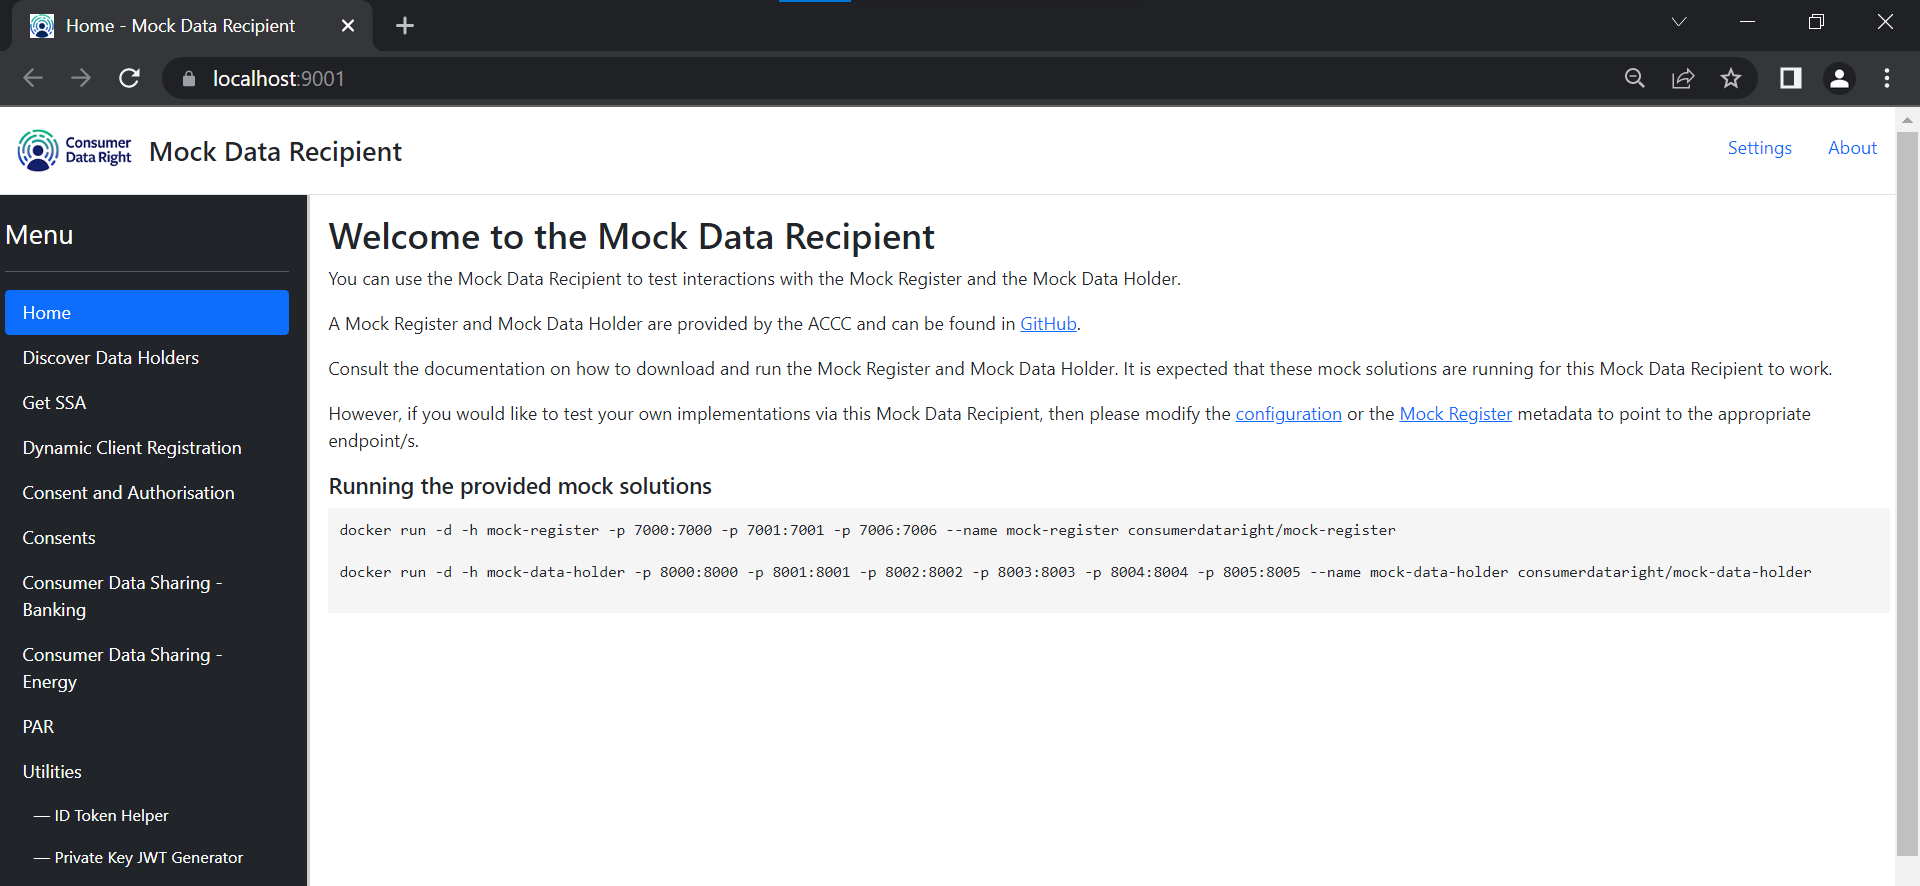 Home - Mock Data Recipient
localhost:9001
Consumer
Data Right
Mock Data Recipient
Settings
About
Menu
Home
Discover Data Holders
Get SSA
Dynamic Client Registration
Consent and Authorisation
Consents
Consumer Data Sharing -
Banking
Consumer Data Sharing -
Energy
PAR
Utilities
— ID Token Helper
— Private Key JWT Generator
Welcome to the Mock Data Recipient
You can use the Mock Data Recipient to test interactions with the Mock Register and the Mock Data Holder.
A Mock Register and Mock Data Holder are provided by the ACCC and can be found in GitHub.
Consult the documentation on how to download and run the Mock Register and Mock Data Holder. It is expected that these mock solutions are running for this Mock Data Recipient to work.
However, if you would like to test your own implementations via this Mock Data Recipient, then please modify the configuration or the Mock Register metadata to point to the appropriate
endpoint/s.
Running the provided mock solutions
docker run -d -h mock-register -p 7000:7000 -p 7001:7001 -p 7006:7006 --name mock-register consumerdataright/mock-register
docker run -d -h mock-data-holder -p 8000:8000 -p 8001:8001 -p 8002:8002 -p 8003:8003 -p 8004:8004 -p 8005:8005 --name mock-data-holder consumerdataright/mock-data-holder